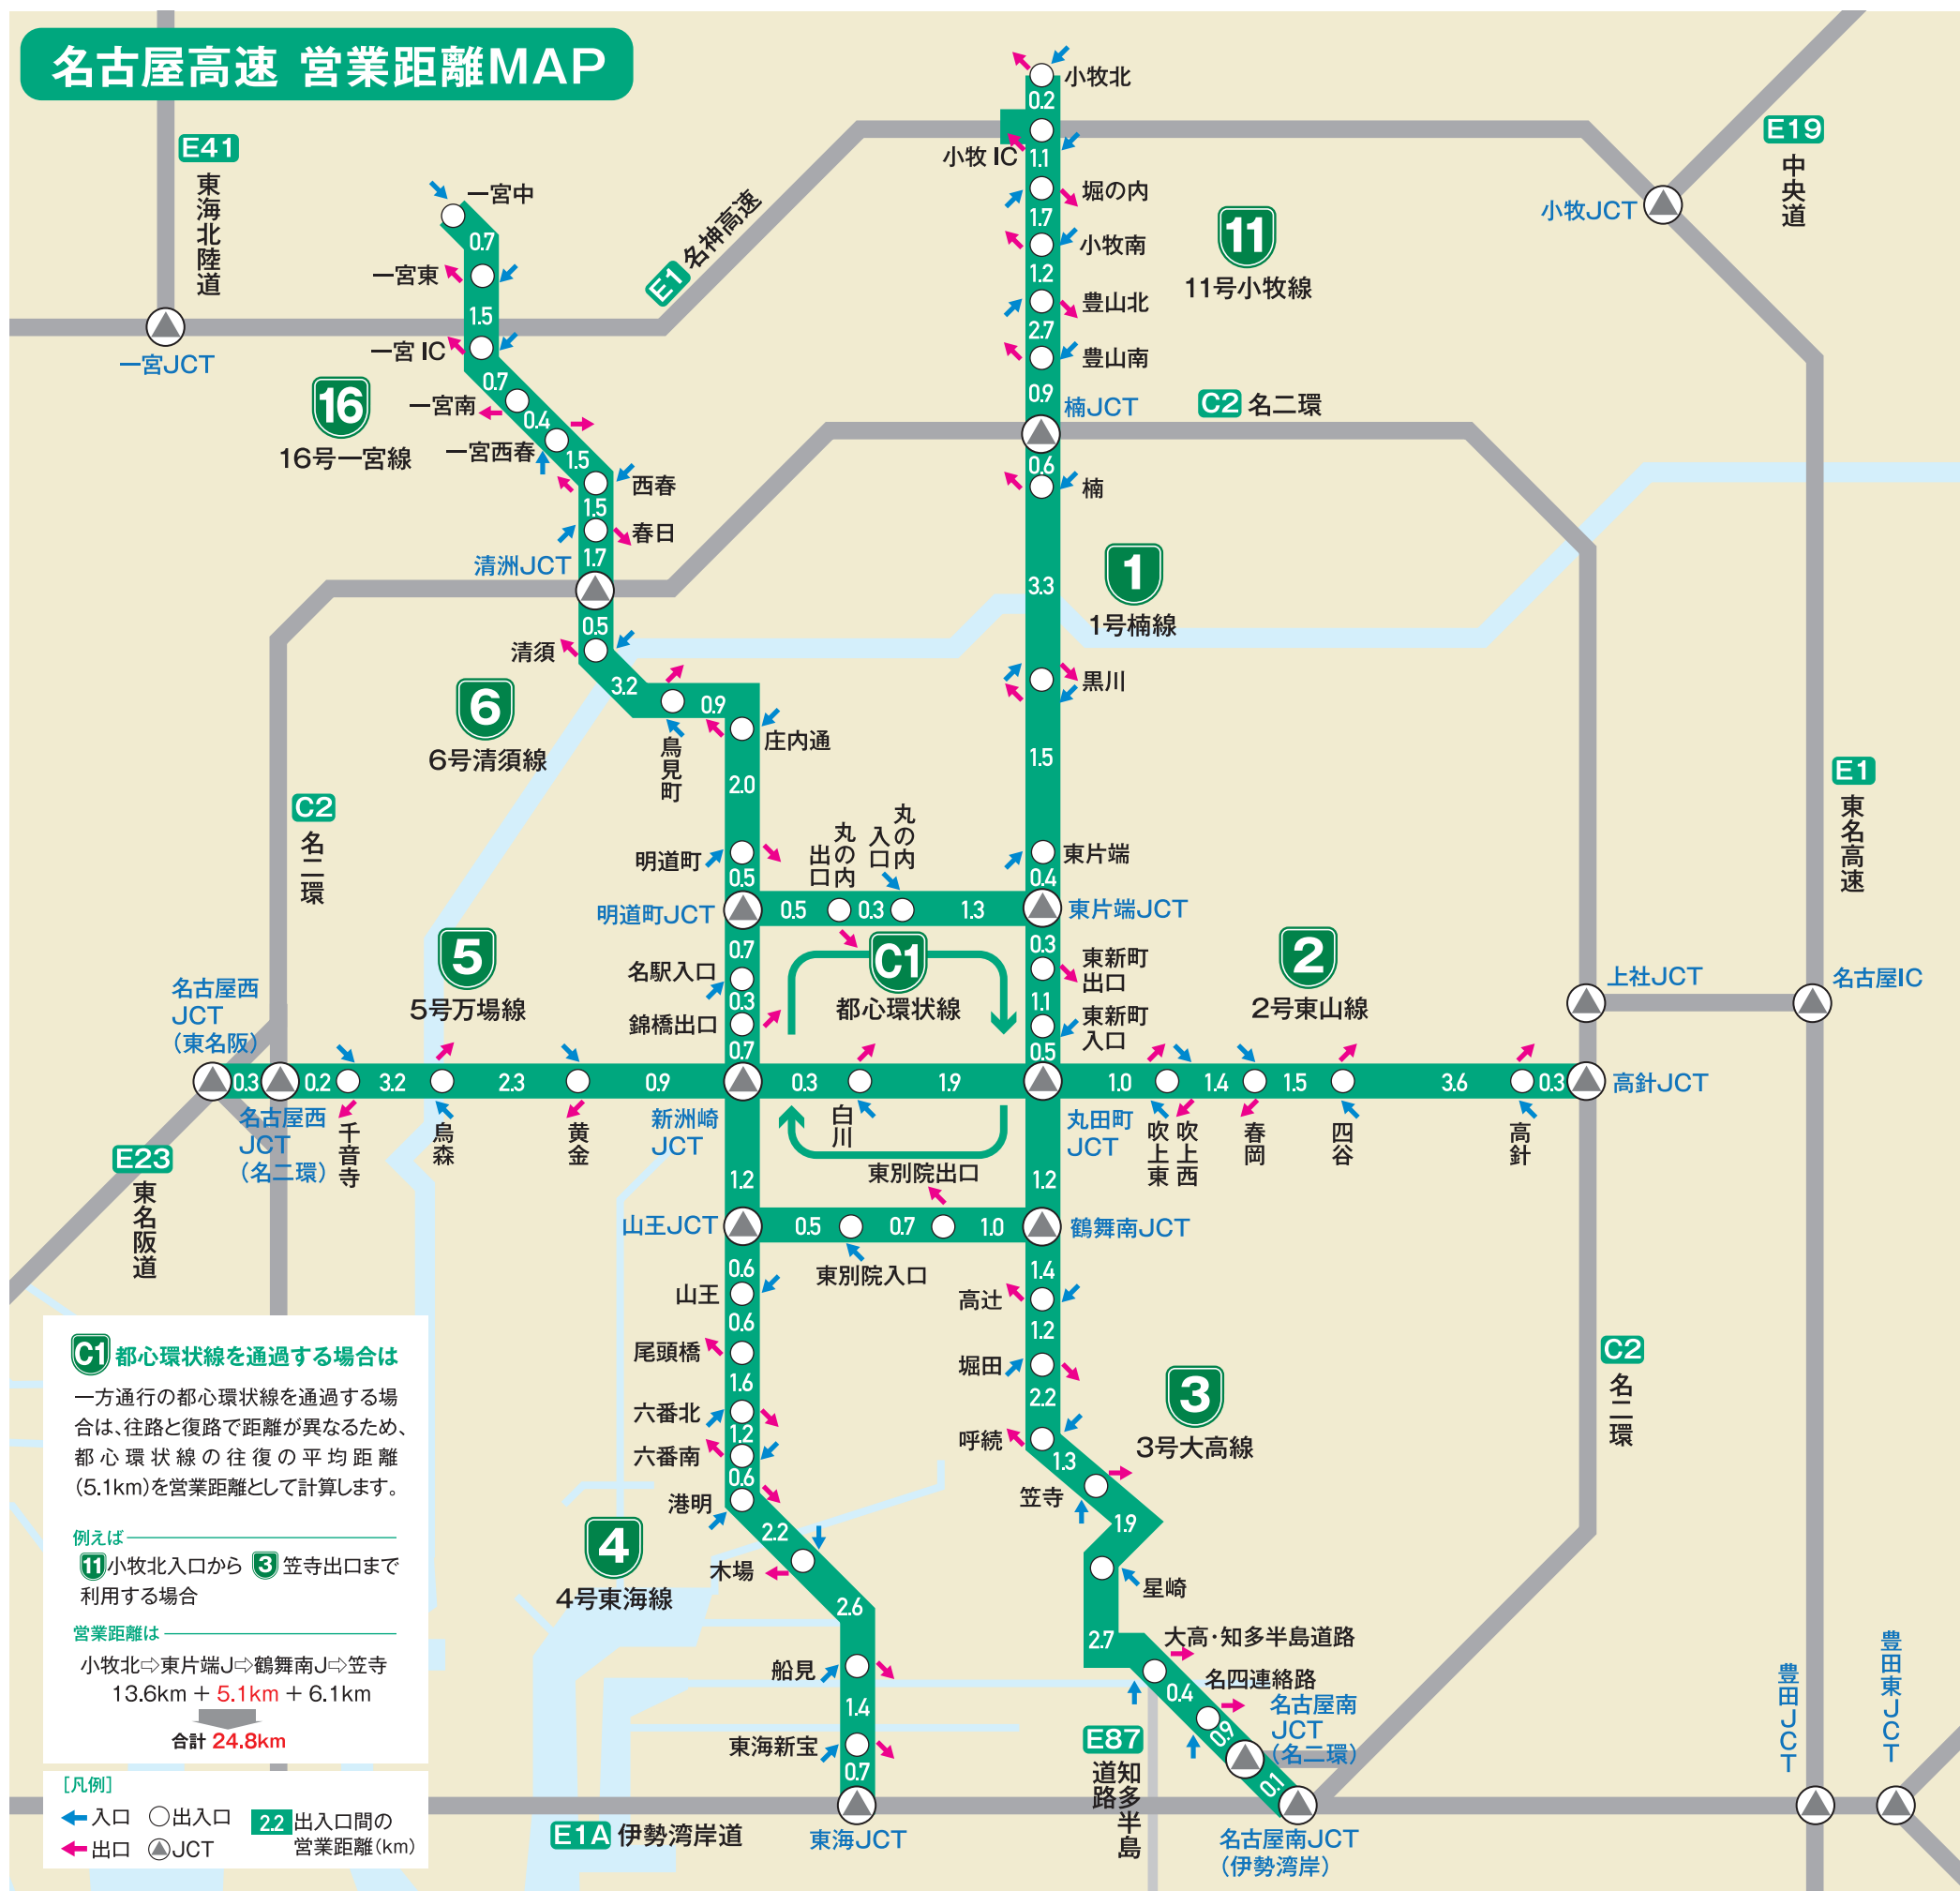 名古屋高速 営業距離MAP
E41
東海北陸道
一宮JCT
E1
名神高速
E19
中央道
小牧JCT
小牧北
0.2
小牧 IC
1.1
堀の内
1.7
小牧南
1.2
豊山北
2.7
豊山南
0.9
楠JCT
0.6
楠
3.3
黒川
1.5
東片端
0.4
東片端JCT
11
11号小牧線
C2 名二環
1
1号楠線
一宮中
0.7
一宮東
1.5
一宮 IC
0.7
一宮南
0.4
一宮西春
1.5
西春
1.5
春日
1.7
清洲JCT
0.5
清須
3.2
鳥見町
0.9
庄内通
2.0
明道町
0.5
明道町JCT
16
16号一宮線
6
6号清須線
C2
名二環
E1
東名高速
0.5
丸の内
出口
0.3
丸の内
入口
1.3
C1
都心環状線
0.7
名駅入口
0.3
錦橋出口
0.7
新洲崎
JCT
0.3
東新町
出口
1.1
東新町
入口
0.5
丸田町
JCT
5
5号万場線
名古屋西
JCT
（東名阪）
0.3
名古屋西
JCT
（名二環）
0.2
千音寺
3.2
烏森
2.3
黄金
0.9
0.3
白川
1.9
2
2号東山線
1.0
吹上東
吹上西
1.4
春岡
1.5
四谷
3.6
高針
0.3
高針JCT
上社JCT
名古屋IC
E23
東名阪道
1.2
山王JCT
0.5
東別院入口
0.7
東別院出口
1.0
1.2
鶴舞南JCT
0.6
山王
0.6
尾頭橋
1.6
六番北
1.2
六番南
0.6
港明
2.2
木場
2.6
船見
1.4
東海新宝
0.7
東海JCT
4
4号東海線
1.4
高辻
1.2
堀田
2.2
呼続
1.3
笠寺
1.9
星崎
2.7
大高・知多半島道路
0.4
名四連絡路
0.9
名古屋南
JCT
（名二環）
0.1
名古屋南JCT
（伊勢湾岸）
3
3号大高線
C2
名二環
E87
知多半島
道路
E1A 伊勢湾岸道
豊田JCT
豊田東JCT
C1 都心環状線を通過する場合は
一方通行の都心環状線を通過する場
合は、往路と復路で距離が異なるため、
都心環状線の往復の平均距離
（5.1km）を営業距離として計算します。
例えば
11 小牧北入口から 3 笠寺出口まで
利用する場合
営業距離は
小牧北⇨東片端J⇨鶴舞南J⇨笠寺
13.6km + 5.1km + 6.1km
合計 24.8km
［凡例］
入口 出入口 2.2 出入口間の
営業距離（km）
出口 JCT